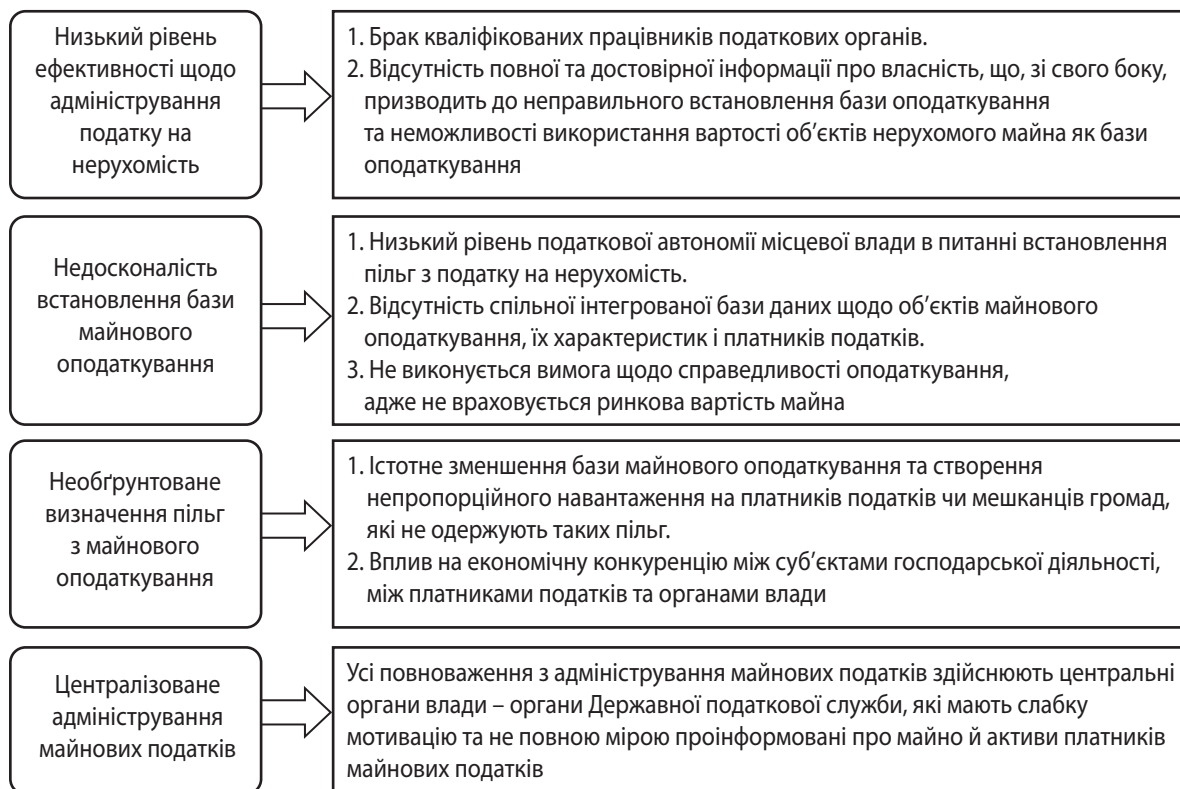 Низький рівень
ефективності щодо
адміністрування
податку на
нерухомість
1. Брак кваліфікованих працівників податкових органів.
2. Відсутність повної та достовірної інформації про власність, що, зі свого боку,
призводить до неправильного встановлення бази оподаткування
та неможливості використання вартості об’єктів нерухомого майна як бази
оподаткування
Недосконалість
встановлення бази
майнового
оподаткування
1. Низький рівень податкової автономії місцевої влади в питанні встановлення
пільг з податку на нерухомість.
2. Відсутність спільної інтегрованої бази даних щодо об’єктів майнового
оподаткування, їх характеристик і платників податків.
3. Не виконується вимога щодо справедливості оподаткування,
адже не враховується ринкова вартість майна
Необґрунтоване
визначення пільг
з майнового
оподаткування
1. Істотне зменшення бази майнового оподаткування та створення
непропорційного навантаження на платників податків чи мешканців громад,
які не одержують таких пільг.
2. Вплив на економічну конкуренцію між суб’єктами господарської діяльності,
між платниками податків та органами влади
Централізоване
адміністрування
майнових податків
Усі повноваження з адміністрування майнових податків здійснюють центральні
органи влади – органи Державної податкової служби, які мають слабку
мотивацію та не повною мірою проінформовані про майно й активи платників
майнових податків